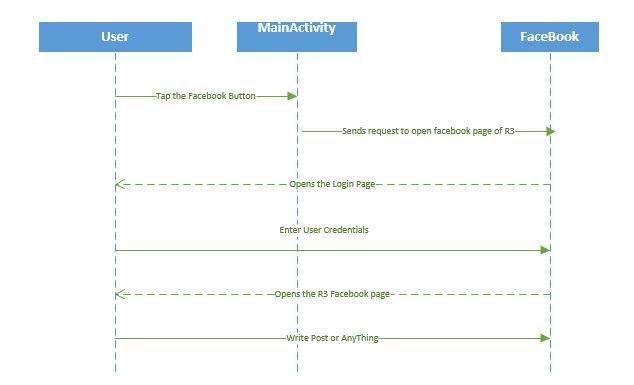 User
MainActivity
FaceBook
Tap the Facebook Button
Sends request to open facebook page of R3
Opens the Login Page
Enter User Credentials
Opens the R3 Facebook page
Write Post or AnyThing